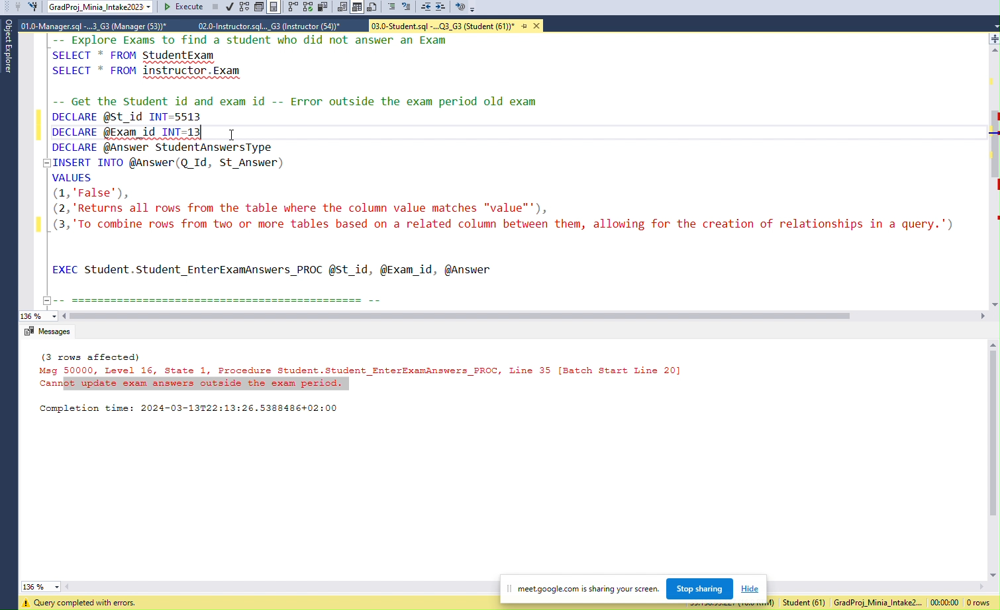 GradProj_Minia_Intake2023 Execute
Object Explorer
01.0-Manager.sql -...3_G3 (Manager (53))* 02.0-Instructor.sql..._G3 (Instructor (54))* 03.0-Student.sql -...Q3_G3 (Student (61))*
-- Explore Exams to find a student who did not answer an Exam
SELECT * FROM StudentExam
SELECT * FROM instructor.Exam
-- Get the Student id and exam id -- Error outside the exam period old exam
DECLARE @St_id INT=5513
DECLARE @Exam_id INT=13
DECLARE @Answer StudentAnswersType
INSERT INTO @Answer(Q_Id, St_Answer)
VALUES
(1,'False'),
(2,'Returns all rows from the table where the column value matches "value"'),
(3,'To combine rows from two or more tables based on a related column between them, allowing for the creation of relationships in a query.')
EXEC Student.Student_EnterExamAnswers_PROC @St_id, @Exam_id, @Answer
-- ============================================= --
136 %
Messages
(3 rows affected)
Msg 50000, Level 16, State 1, Procedure Student.Student_EnterExamAnswers_PROC, Line 35 [Batch Start Line 20]
Cannot update exam answers outside the exam period.
Completion time: 2024-03-13T22:13:26.5388486+02:00
136 %
meet.google.com is sharing your screen. Stop sharing Hide
Query completed with errors. Student (61) GradProj_Minia_Intake2... 00:00:00 0 rows